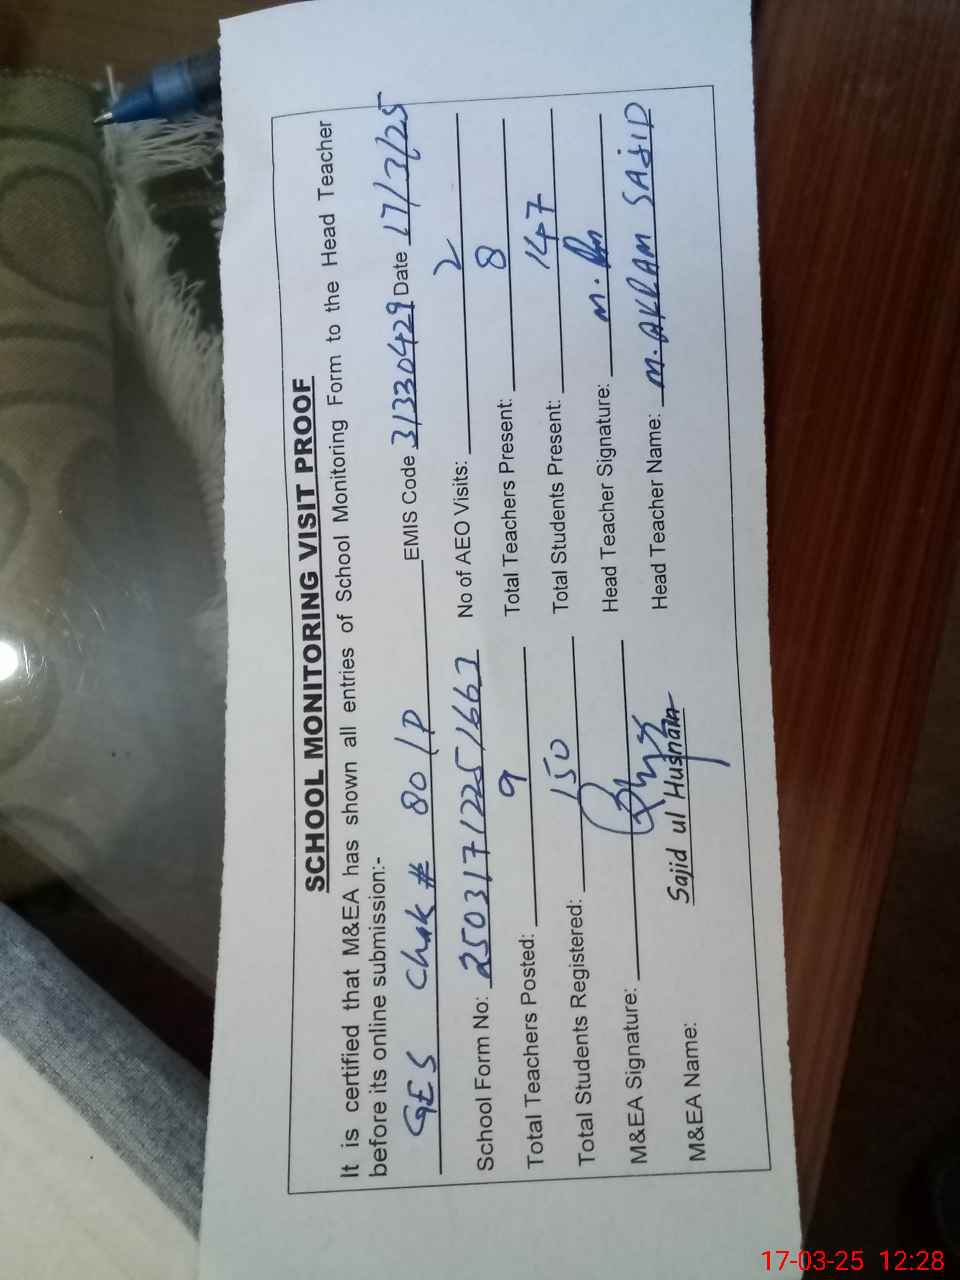 SCHOOL MONITORING VISIT PROOF
It is certified that M&EA has shown all entries of School Monitoring Form to the Head Teacher
before its online submission:-
GES Chak # 80/P EMIS Code 31330429 Date 17/3/25
School Form No: 25031712251663 No of AEO Visits: 2
Total Teachers Posted: 9 Total Teachers Present: 8
Total Students Registered: 150 Total Students Present: 147
M&EA Signature: Head Teacher Signature: M.
M&EA Name: Sajid ul Husnain Head Teacher Name: M. AKRAM SAJID
17-03-25 12:28